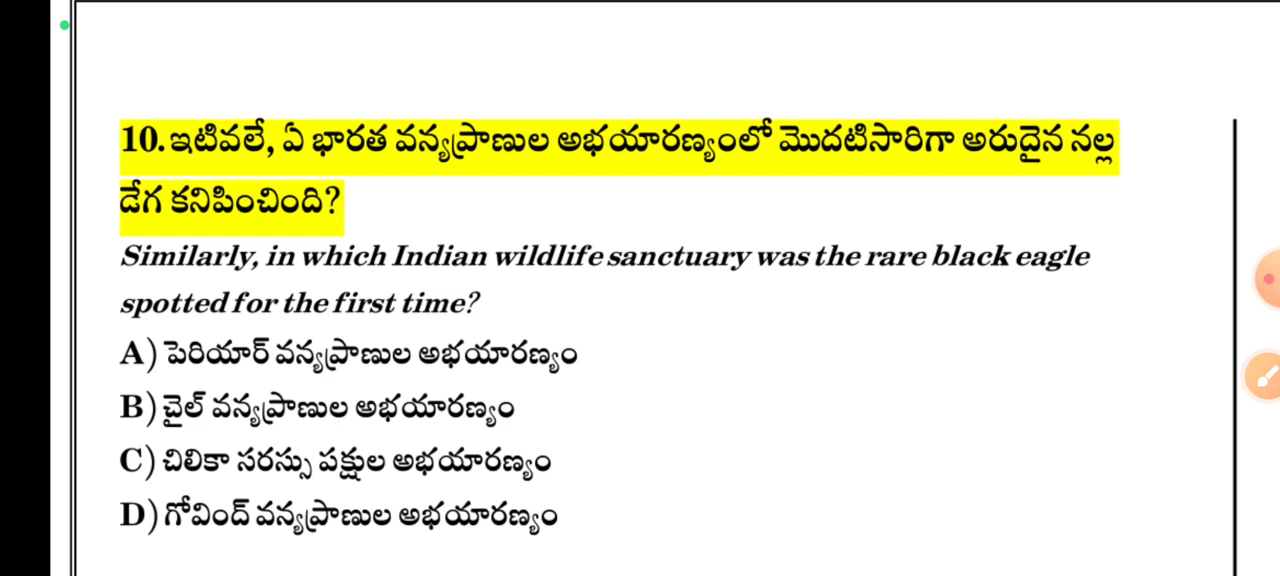 10. ఇటివలే, ఏ భారత వన్యప్రాణుల అభయారణ్యంలో మొదటిసారిగా అరుదైన నల్ల
డేగ కనిపించింది?
Similarly, in which Indian wildlife sanctuary was the rare black eagle
spotted for the first time?
A) పెరియార్ వన్యప్రాణుల అభయారణ్యం
B) చైల్ వన్యప్రాణుల అభయారణ్యం
C) చిలికా సరస్సు పక్షుల అభయారణ్యం
D) గోవింద్ వన్యప్రాణుల అభయారణ్యం